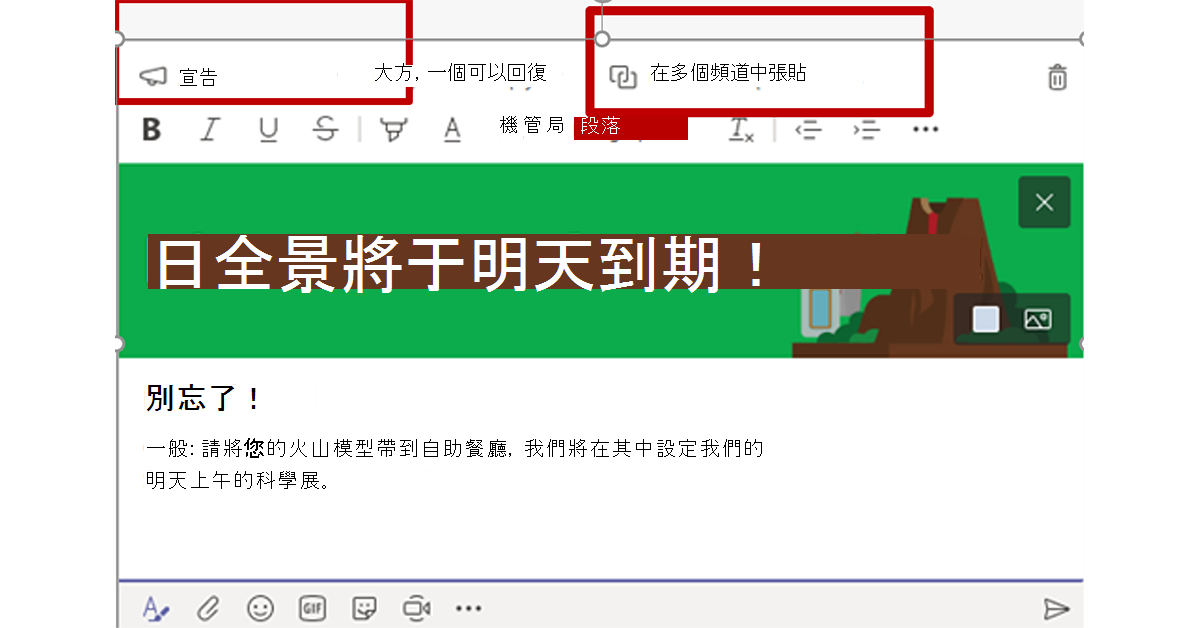 宣告
大方, 一個可以回復
在多個頻道中張貼
B I U S A 機管局 段落 Tx
日全景將于明天到期！
別忘了！
一般: 請將您的火山模型帶到自助餐廳, 我們將在其中設定我們的
明天上午的科學展。
GIF